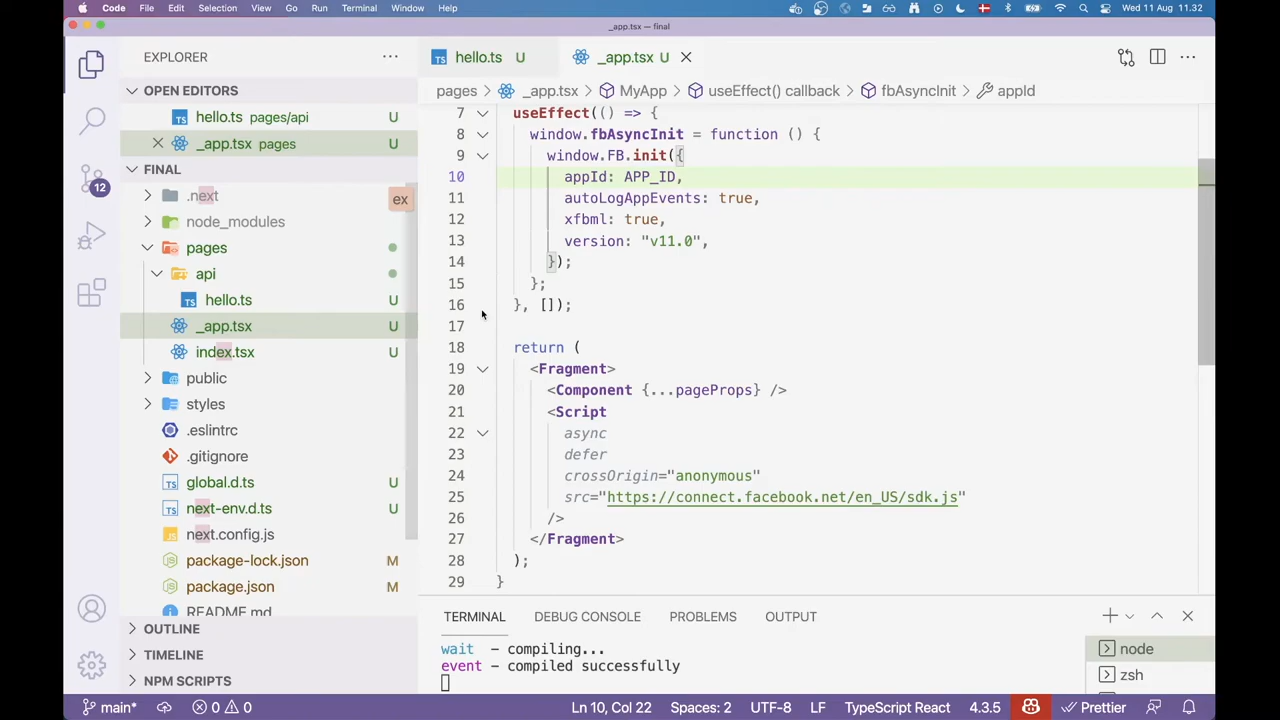 Code File Edit Selection View Go Run Terminal Window Help Wed 11 Aug 11.32
_app.tsx — final
EXPLORER
hello.ts U
_app.tsx U
OPEN EDITORS
pages > _app.tsx > MyApp > useEffect() callback > fbAsyncInit > appId
hello.ts pages/api U
_app.tsx pages U
FINAL
.next
ex
node_modules
pages
api
hello.ts U
_app.tsx U
index.tsx U
public
styles
.eslintrc
.gitignore
global.d.ts U
next-env.d.ts U
next.config.js
package-lock.json M
package.json M
README.md
OUTLINE
TIMELINE
NPM SCRIPTS
12
7 useEffect(() => {
8 window.fbAsyncInit = function () {
9 window.FB.init({
10 appId: APP_ID,
11 autoLogAppEvents: true,
12 xfbml: true,
13 version: "v11.0",
14 });
15 };
16 }, []);
17
18 return (
19 <Fragment>
20 <Component {...pageProps} />
21 <Script
22 async
23 defer
24 crossOrigin="anonymous"
25 src="https://connect.facebook.net/en_US/sdk.js"
26 />
27 </Fragment>
28 );
29 }
TERMINAL DEBUG CONSOLE PROBLEMS OUTPUT
wait - compiling...
event - compiled successfully
node
zsh
main* 0 0 Ln 10, Col 22 Spaces: 2 UTF-8 LF TypeScript React 4.3.5 Prettier